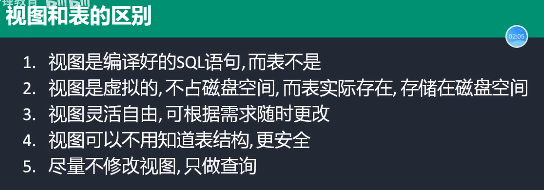 视图和表的区别
02:05
1. 视图是编译好的SQL语句,而表不是
2. 视图是虚拟的,不占磁盘空间,而表实际存在,存储在磁盘空间
3. 视图灵活自由,可根据需求随时更改
4. 视图可以不用知道表结构,更安全
5. 尽量不修改视图,只做查询